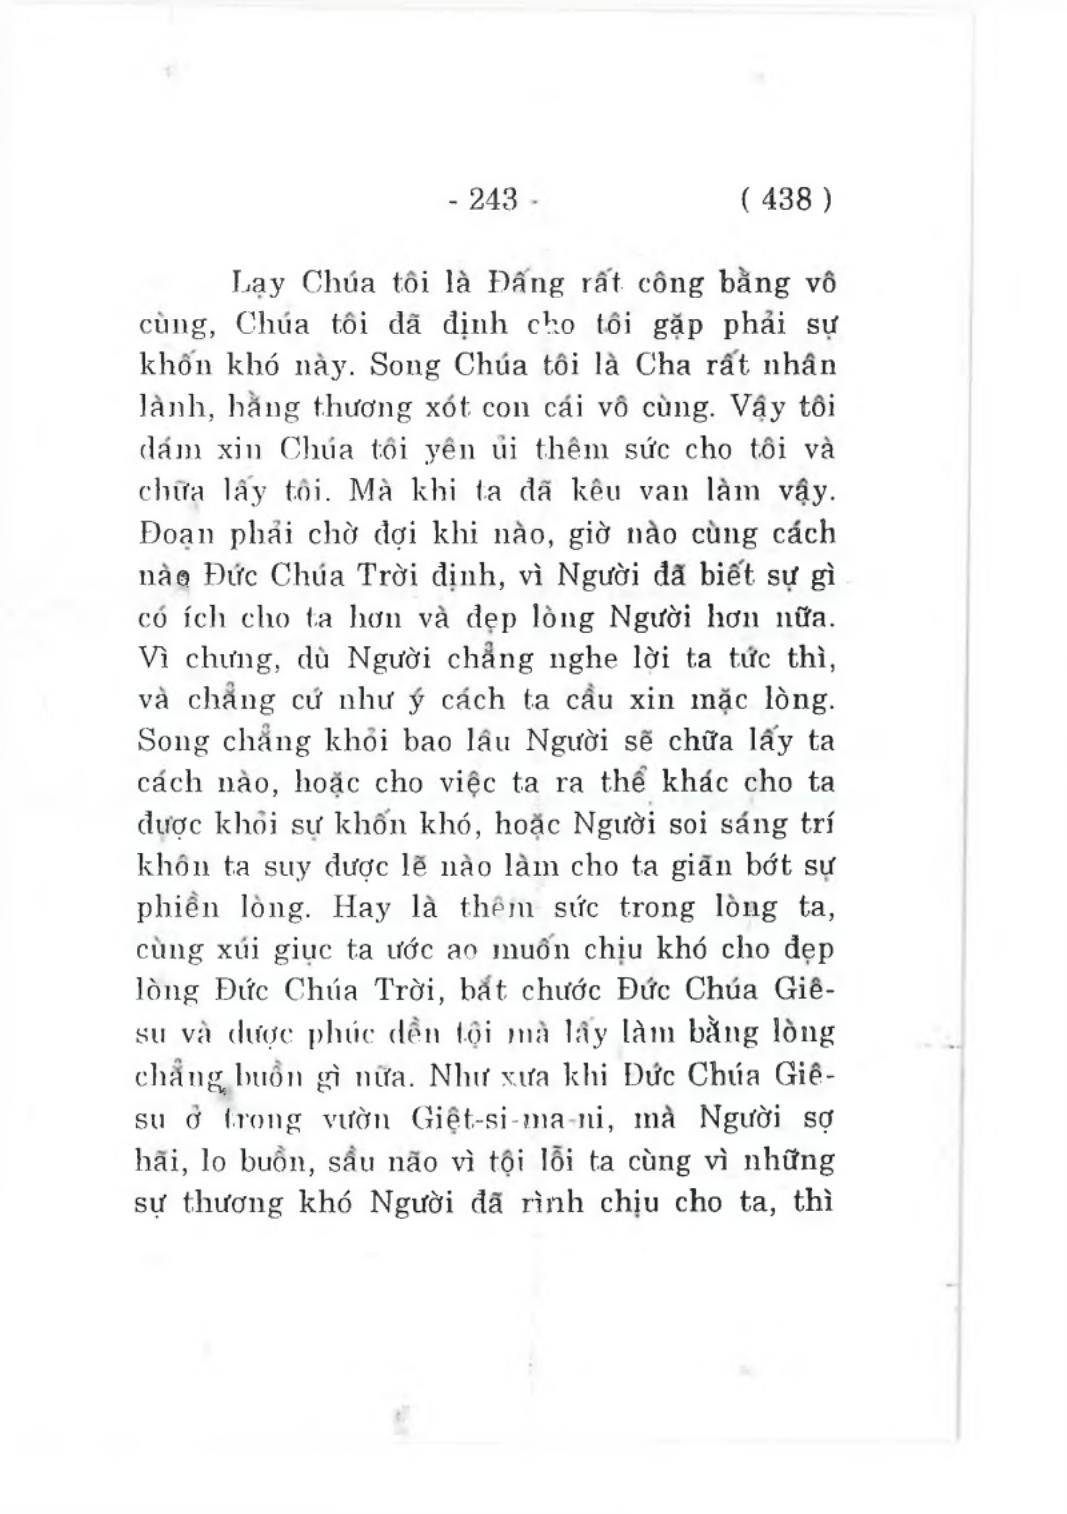 - 243 - ( 438 )
Lạy Chúa tôi là Đấng rất công bằng vô
cùng, Chúa tôi đã định cho tôi gặp phải sự
khốn khó này. Song Chúa tôi là Cha rất nhân
lành, hằng thương xót con cái vô cùng. Vậy tôi
dám xin Chúa tôi yên ủi thêm sức cho tôi và
chữa lấy tôi. Mà khi ta đã kêu van làm vậy.
Đoạn phải chờ đợi khi nào, giờ nào cùng cách
nào Đức Chúa Trời định, vì Người đã biết sự gì
có ích cho ta hơn và đẹp lòng Người hơn nữa.
Vì chưng, dù Người chẳng nghe lời ta tức thì,
và chẳng cứ như ý cách ta cầu xin mặc lòng.
Song chẳng khỏi bao lâu Người sẽ chữa lấy ta
cách nào, hoặc cho việc ta ra thể khác cho ta
được khỏi sự khốn khó, hoặc Người soi sáng trí
khôn ta suy được lẽ nào làm cho ta giãn bớt sự
phiền lòng. Hay là thêm sức trong lòng ta,
cùng xúi giục ta ước ao muốn chịu khó cho đẹp
lòng Đức Chúa Trời, bắt chước Đức Chúa Giê-
su và được phúc đền tội mà lấy làm bằng lòng
chẳng buồn gì nữa. Như xưa khi Đức Chúa Giê-
su ở trong vườn Giệt-si-ma-ni, mà Người sợ
hãi, lo buồn, sầu não vì tội lỗi ta cùng vì những
sự thương khó Người đã rình chịu cho ta, thì